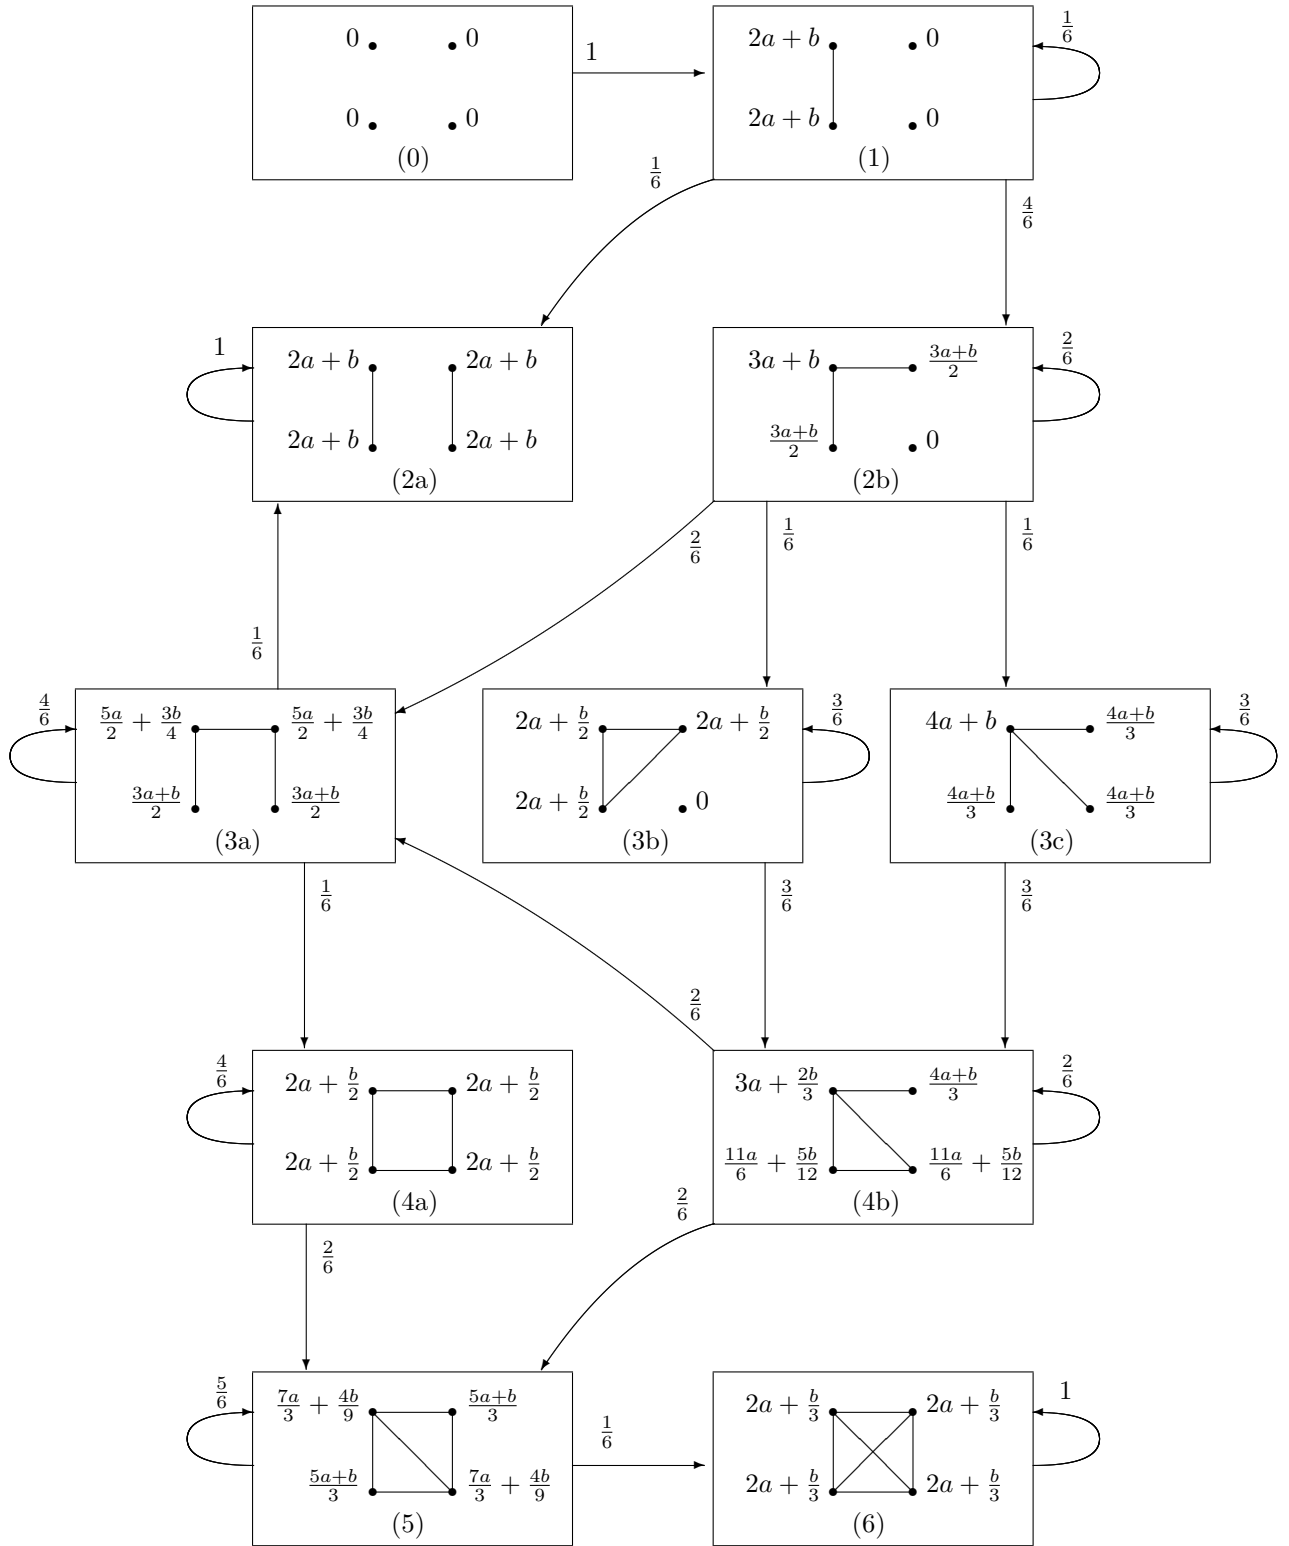 0 0
0 0
(0)
1
2a + b 0
2a + b 0
(1)
1/6
1/6
4/6
1
2a + b 2a + b
2a + b 2a + b
(2a)
3a + b (3a+b)/2
(3a+b)/2 0
(2b)
2/6
2/6
1/6
1/6
1/6
4/6
5a/2 + 3b/4 5a/2 + 3b/4
(3a+b)/2 (3a+b)/2
(3a)
2a + b/2 2a + b/2
2a + b/2 0
(3b)
3/6
4a + b (4a+b)/3
(4a+b)/3 (4a+b)/3
(3c)
3/6
1/6
3/6
3/6
2/6
4/6
2a + b/2 2a + b/2
2a + b/2 2a + b/2
(4a)
3a + 2b/3 (4a+b)/3
11a/6 + 5b/12 11a/6 + 5b/12
(4b)
2/6
2/6
2/6
5/6
7a/3 + 4b/9 (5a+b)/3
(5a+b)/3 7a/3 + 4b/9
(5)
1/6
2a + b/3 2a + b/3
2a + b/3 2a + b/3
(6)
1